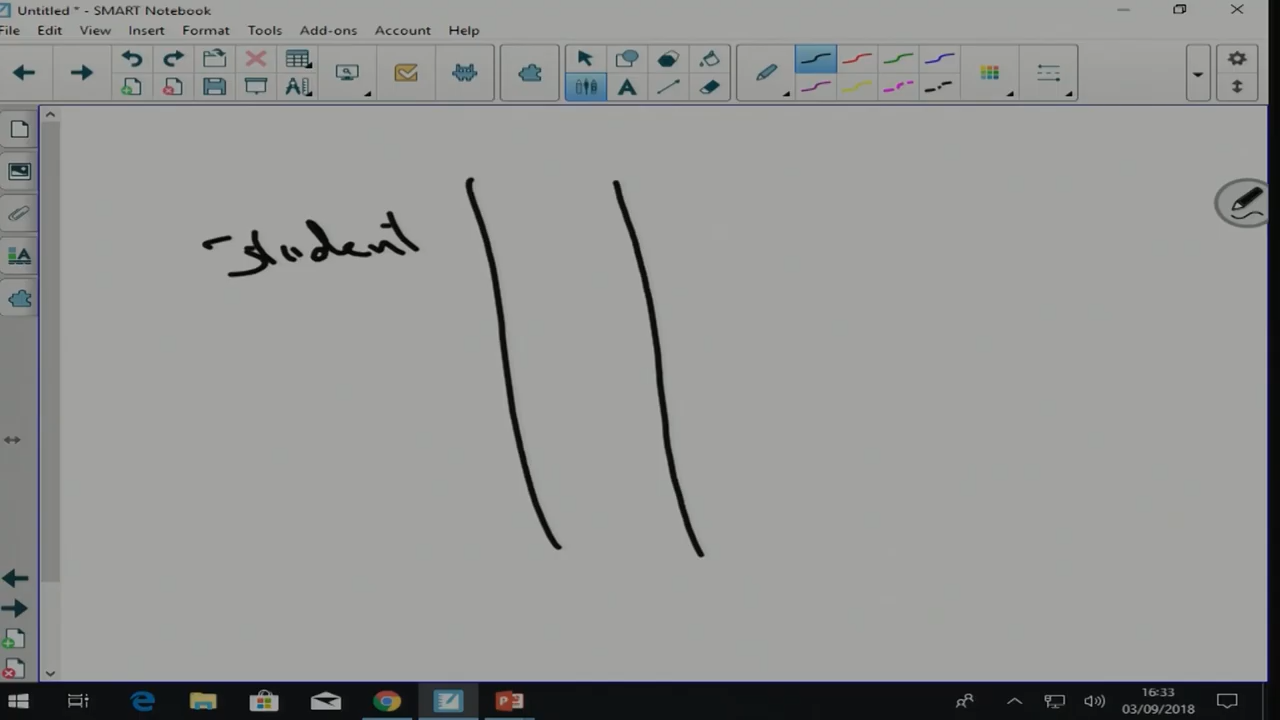 Untitled * - SMART Notebook
File Edit View Insert Format Tools Add-ons Account Help
Student
16:33
03/09/2018